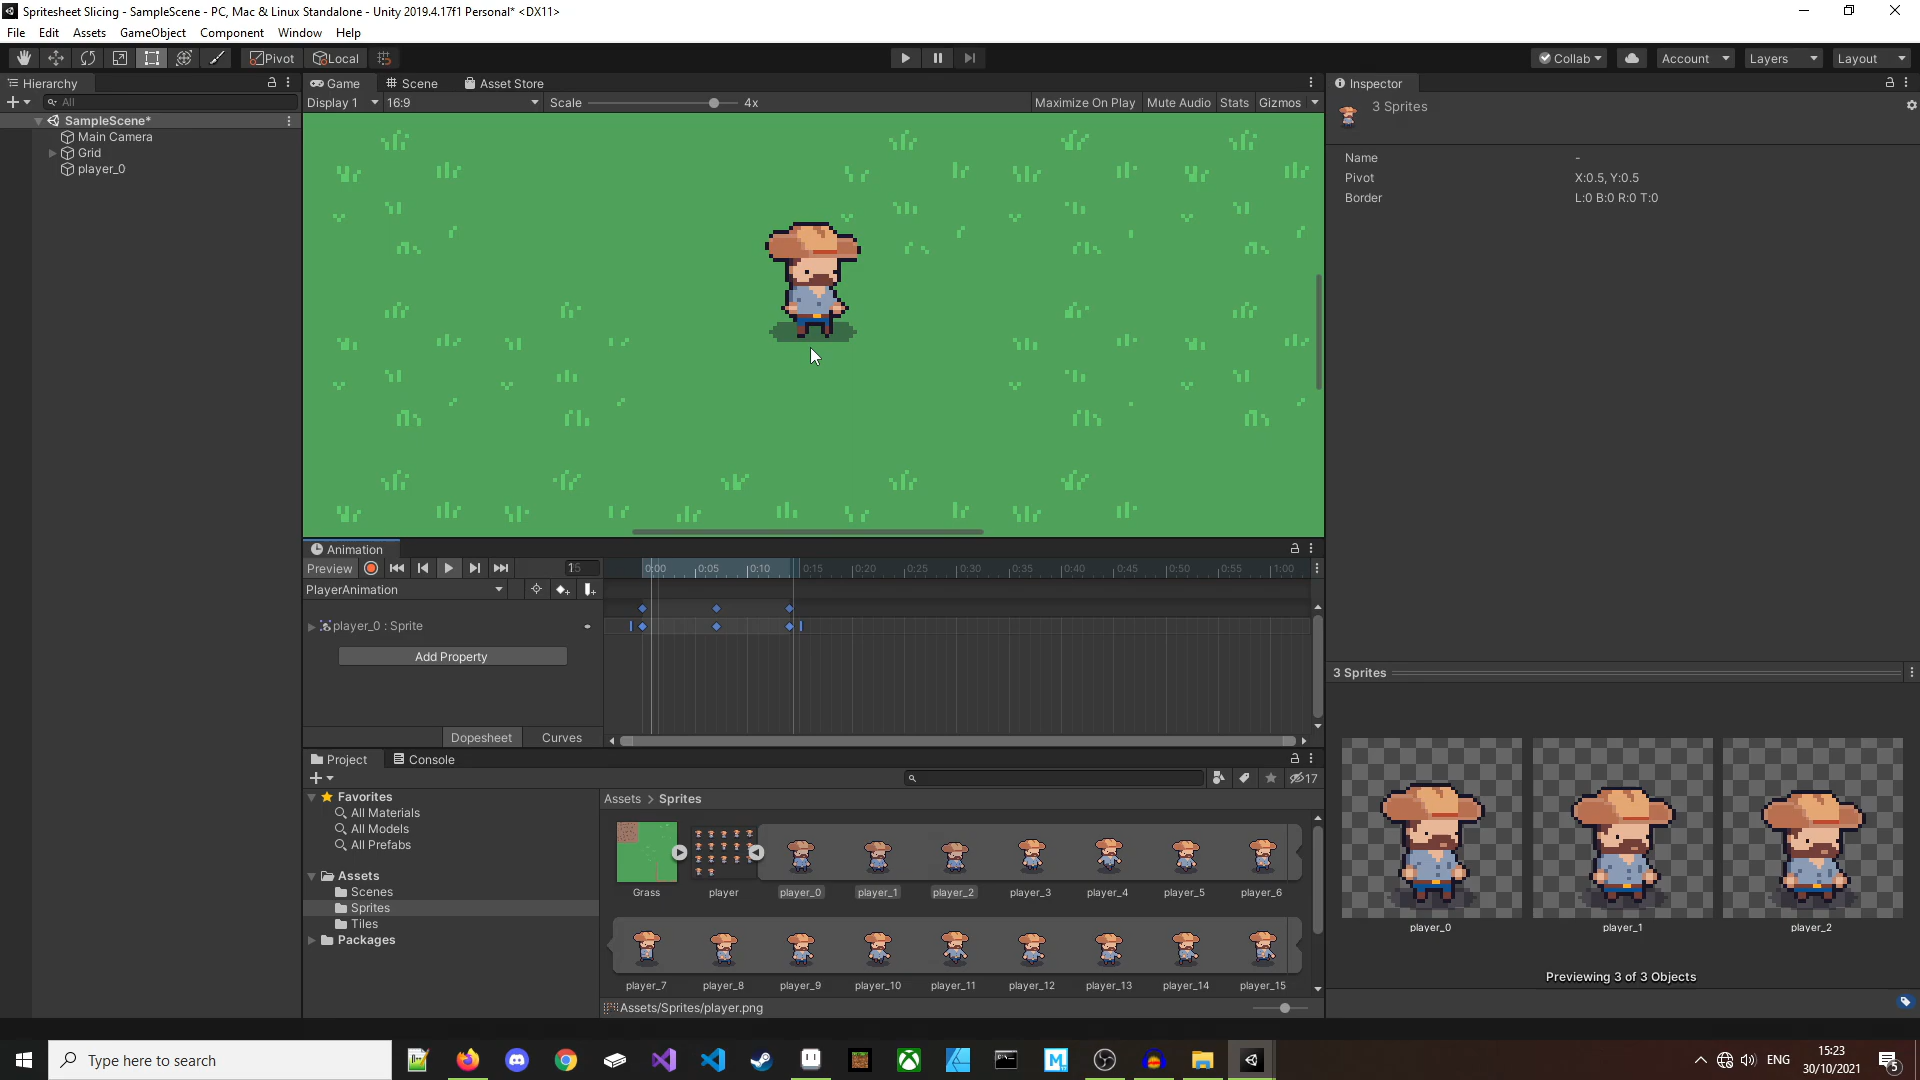 Spritesheet Slicing - SampleScene - PC, Mac & Linux Standalone - Unity 2019.4.17f1 Personal* <DX11>
File Edit Assets GameObject Component Window Help
Pivot Local Collab Account Layers Layout
Hierarchy
All
SampleScene*
Main Camera
Grid
player_0
Game Scene Asset Store
Display 1 16:9 Scale 4x Maximize On Play Mute Audio Stats Gizmos
Inspector
3 Sprites
Name -
Pivot X:0.5, Y:0.5
Border L:0 B:0 R:0 T:0
Animation
Preview 15 0:00 0:05 0:10 0:15 0:20 0:25 0:30 0:35 0:40 0:45 0:50 0:55 1:00
PlayerAnimation
player_0 : Sprite
Add Property
Dopesheet Curves
Project Console
17
Favorites
All Materials
All Models
All Prefabs
Assets
Scenes
Sprites
Tiles
Packages
Assets > Sprites
Grass player player_0 player_1 player_2 player_3 player_4 player_5 player_6
player_7 player_8 player_9 player_10 player_11 player_12 player_13 player_14 player_15
Assets/Sprites/player.png
3 Sprites
player_0 player_1 player_2
Previewing 3 of 3 Objects
Type here to search
ENG
15:23
30/10/2021
5